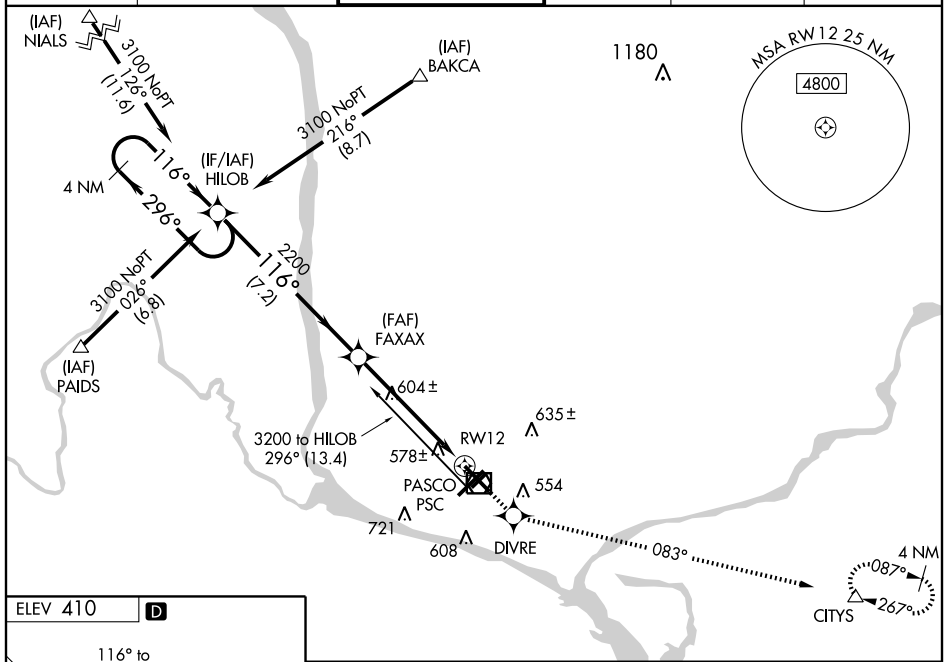 (IAF)
NIALS
3100 NoPT
126°
(11.6)
(IAF)
BAKCA
3100 NoPT
216°
(8.7)
1180
MSA RW12 25 NM
4800
(IF/IAF)
HILOB
116°
4 NM
296°
3100 NoPT
026°
(6.8)
(IAF)
PAIDS
2200
116°
(7.2)
(FAF)
FAXAX
604±
635±
3200 to HILOB
296° (13.4)
578±
RW12
PASCO
PSC
554
721
608
DIVRE
083°
4 NM
087°
267°
CITYS
ELEV 410
D
116° to